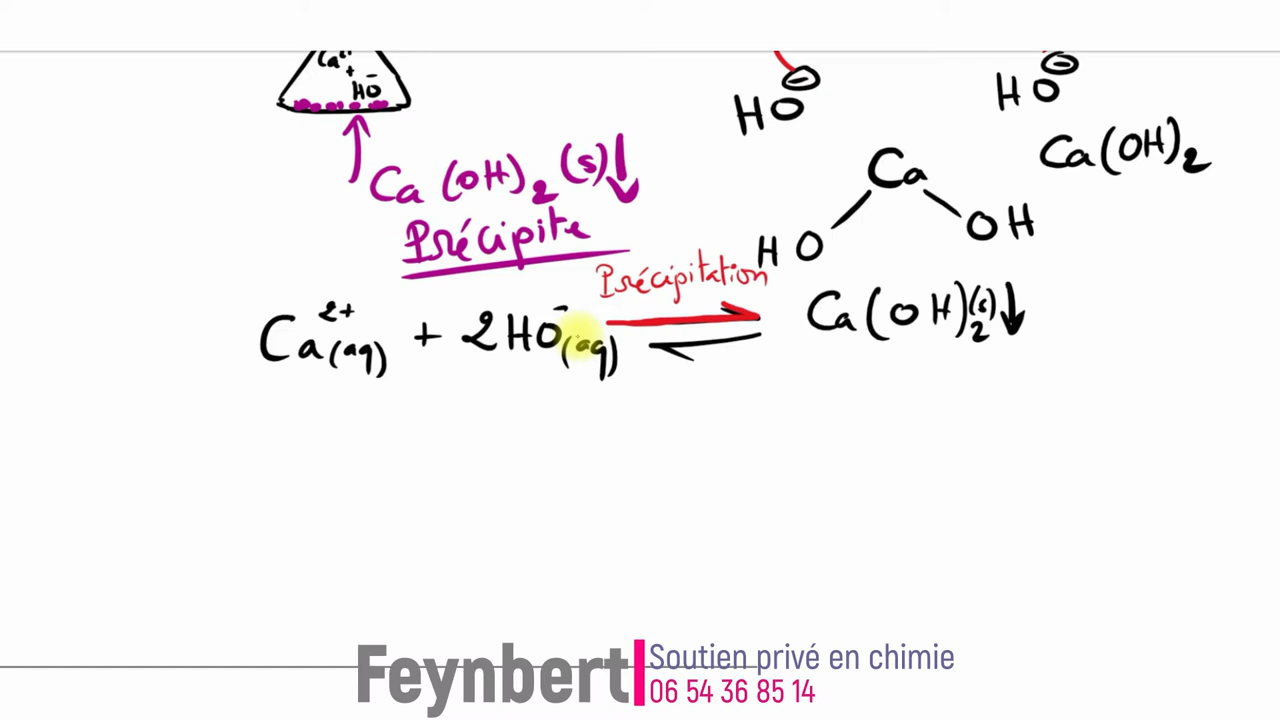 Ca²⁺
+
HO⁻
HO⊖
HO⊖
Ca(OH)₂
Ca
HO OH
Ca(OH)₂(s)↓
Précipite
Précipitation
Ca²⁺(aq) + 2HO⁻(aq) ⇌ Ca(OH)₂(s)↓
Feynbert
Soutien privé en chimie
06 54 36 85 14